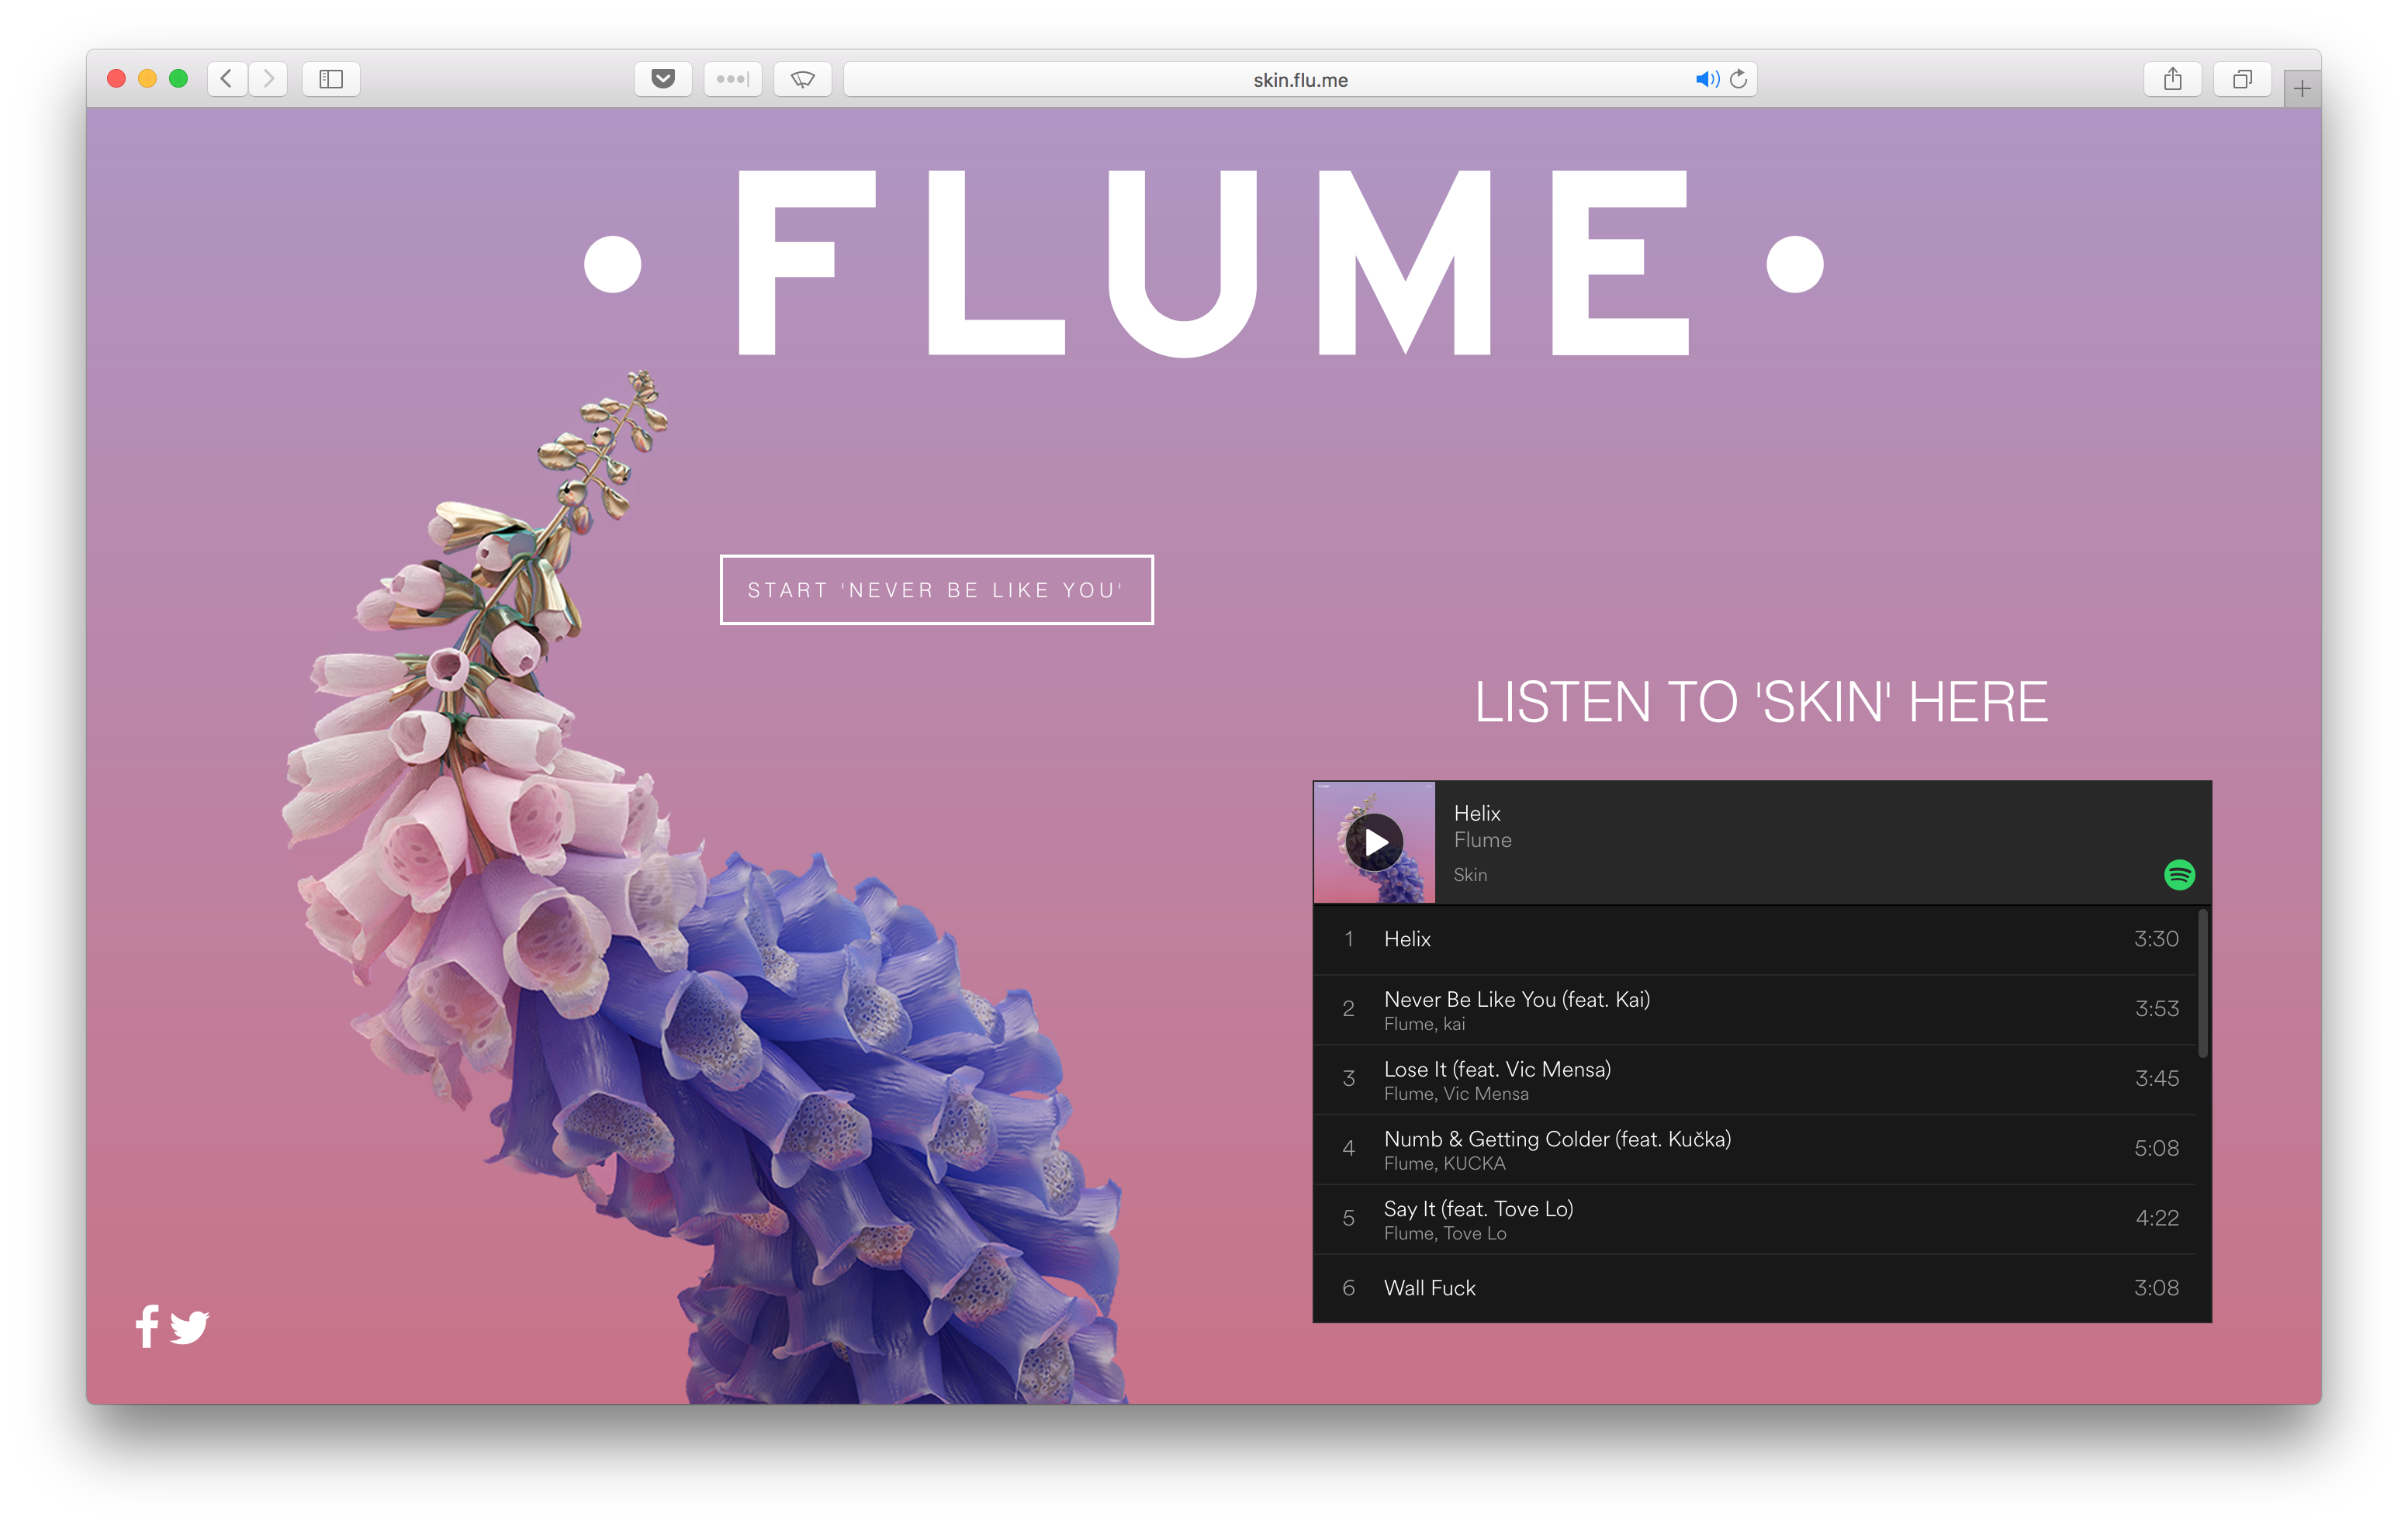 skin.flu.me
• FLUME •
START 'NEVER BE LIKE YOU'
LISTEN TO 'SKIN' HERE
Helix
Flume
Skin
1 Helix 3:30
2 Never Be Like You (feat. Kai) 3:53
Flume, kai
3 Lose It (feat. Vic Mensa) 3:45
Flume, Vic Mensa
4 Numb & Getting Colder (feat. Kučka) 5:08
Flume, KUCKA
5 Say It (feat. Tove Lo) 4:22
Flume, Tove Lo
6 Wall Fuck 3:08